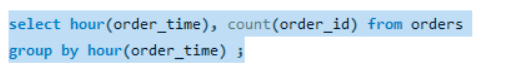 select hour(order_time), count(order_id) from orders
group by hour(order_time) ;